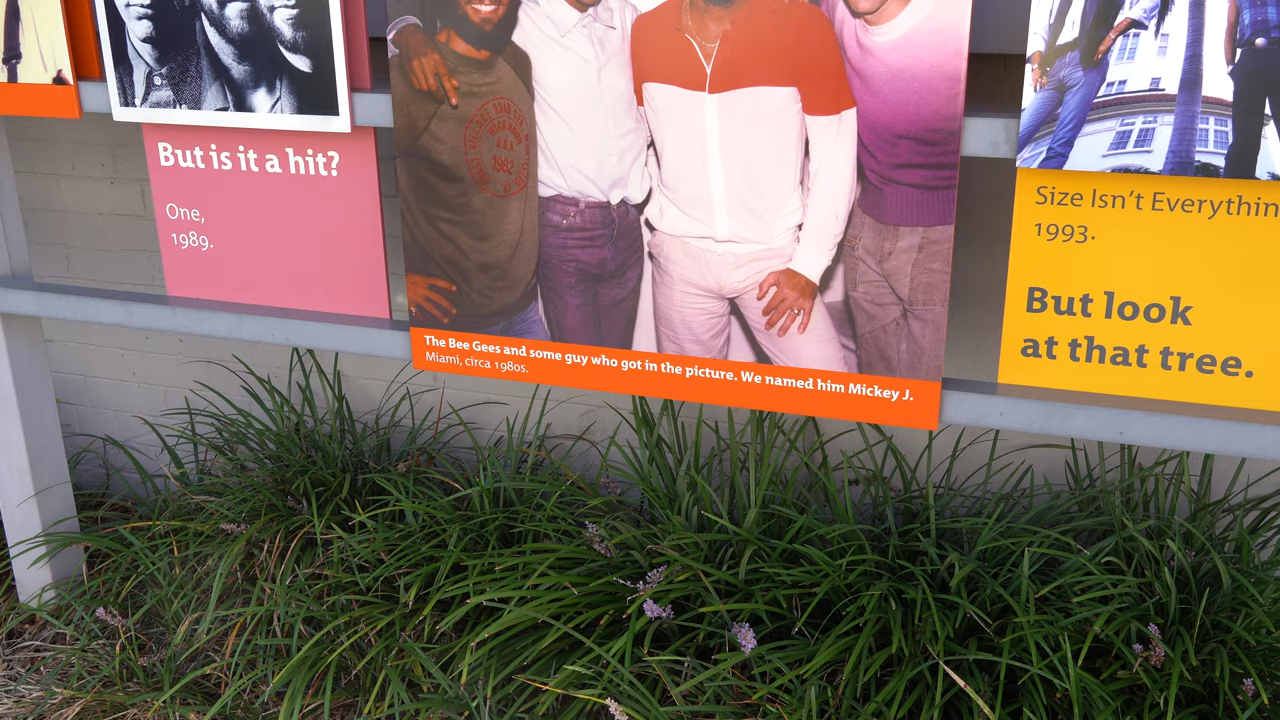 But is it a hit?
One,
1989.
1982
The Bee Gees and some guy who got in the picture. We named him Mickey J.
Miami, circa 1980s.
Size Isn't Everythin
1993.
But look
at that tree.